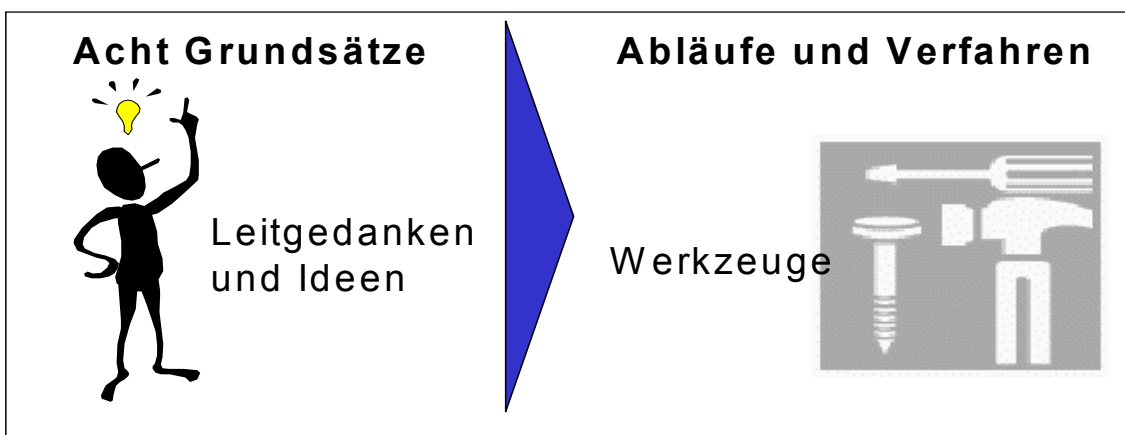 Acht Grundsätze
Leitgedanken
und Ideen
Abläufe und Verfahren
Werkzeuge